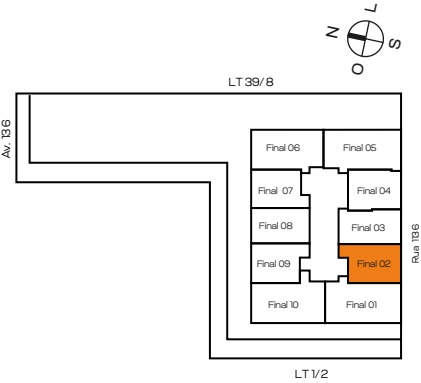 L
N
S
O
LT 39/8
Av. 136
Final 06
Final 05
Final 07
Final 04
Final 08
Final 03
Rua 1136
Final 09
Final 02
Final 10
Final 01
LT 1/2